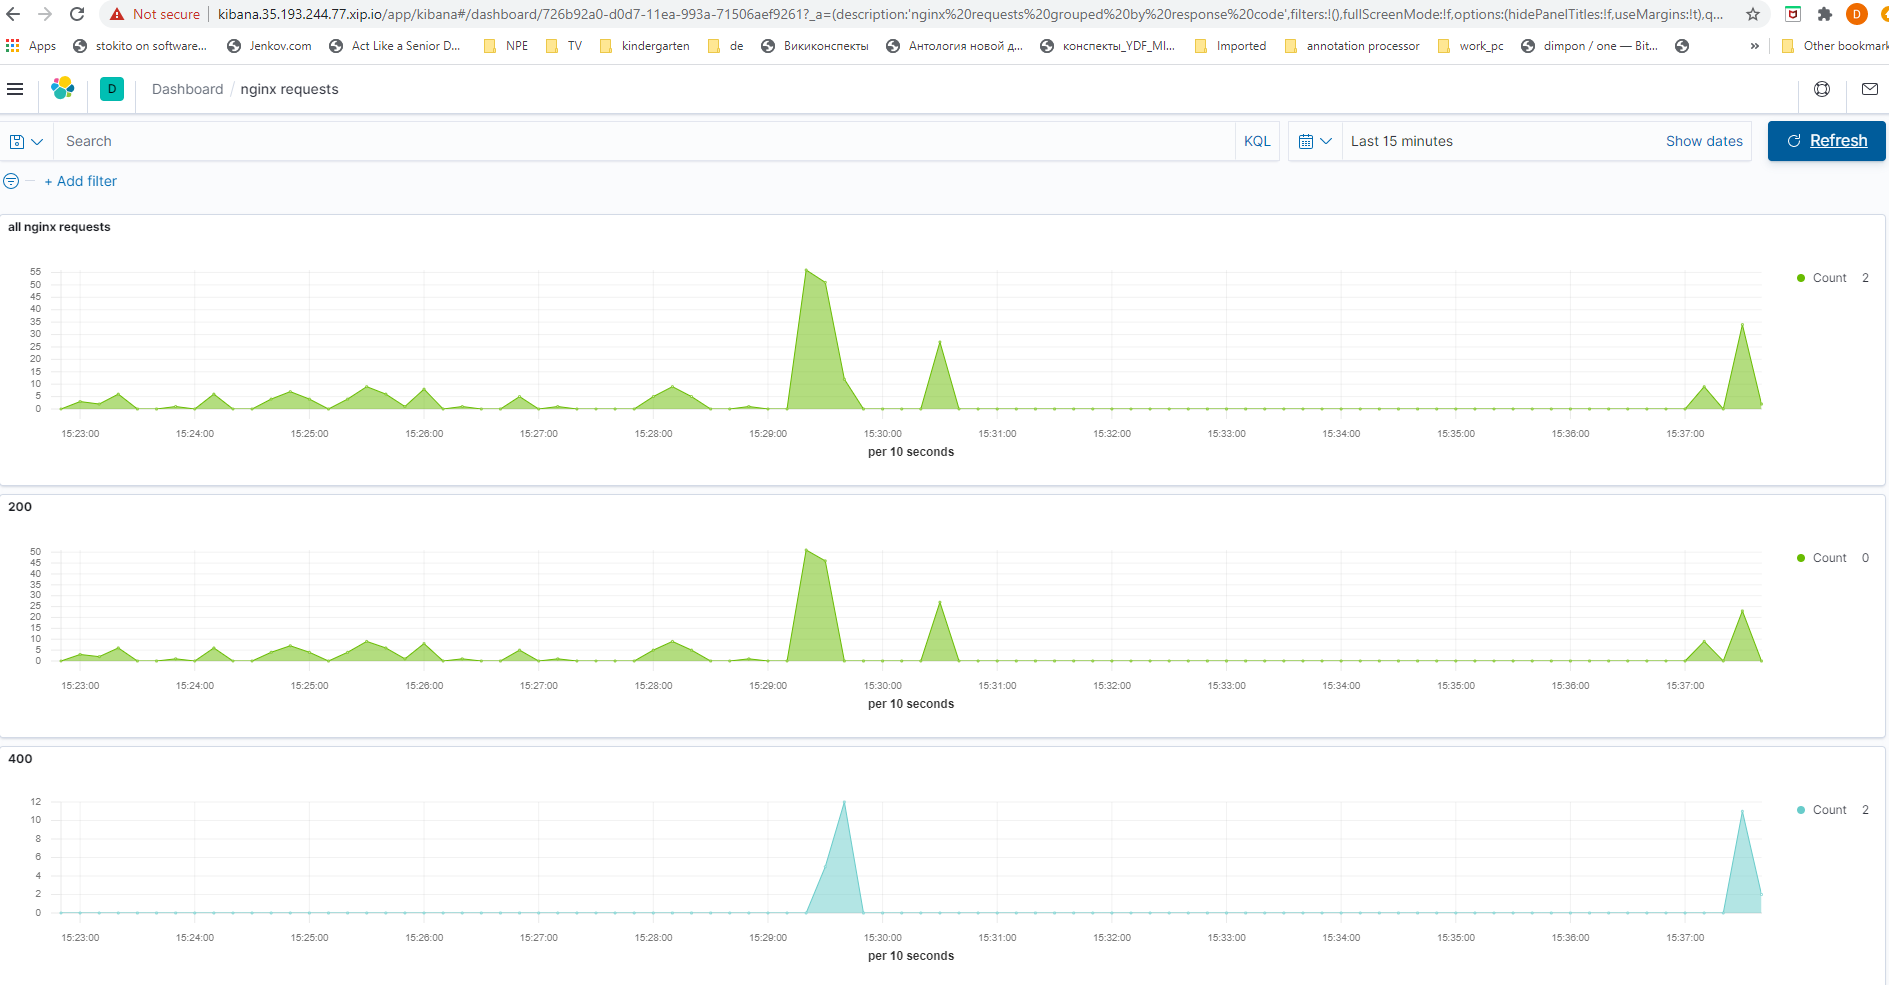 Not secure kibana.35.193.244.77.xip.io/app/kibana#/dashboard/726b92a0-d0d7-11ea-993a-71506aef9261?_a=(description:'nginx%20requests%20grouped%20by%20response%20code',filters:!(),fullScreenMode:!f,options:(hidePanelTitles:!f,useMargins:!t),q... D
Apps stokito on software... Jenkov.com Act Like a Senior D... NPE TV kindergarten de Викиконспекты Антология новой д... конспекты_YDF_MI... Imported annotation processor work_pc dimpon / one — Bit... » Other bookmark
D Dashboard / nginx requests
Search KQL Last 15 minutes Show dates Refresh
+ Add filter
all nginx requests
55
50
45
40
35
30
25
20
15
10
5
0
Count 2
15:23:00 15:24:00 15:25:00 15:26:00 15:27:00 15:28:00 15:29:00 15:30:00 15:31:00 15:32:00 15:33:00 15:34:00 15:35:00 15:36:00 15:37:00
per 10 seconds
200
50
45
40
35
30
25
20
15
10
5
0
Count 0
15:23:00 15:24:00 15:25:00 15:26:00 15:27:00 15:28:00 15:29:00 15:30:00 15:31:00 15:32:00 15:33:00 15:34:00 15:35:00 15:36:00 15:37:00
per 10 seconds
400
12
10
8
6
4
2
0
Count 2
15:23:00 15:24:00 15:25:00 15:26:00 15:27:00 15:28:00 15:29:00 15:30:00 15:31:00 15:32:00 15:33:00 15:34:00 15:35:00 15:36:00 15:37:00
per 10 seconds